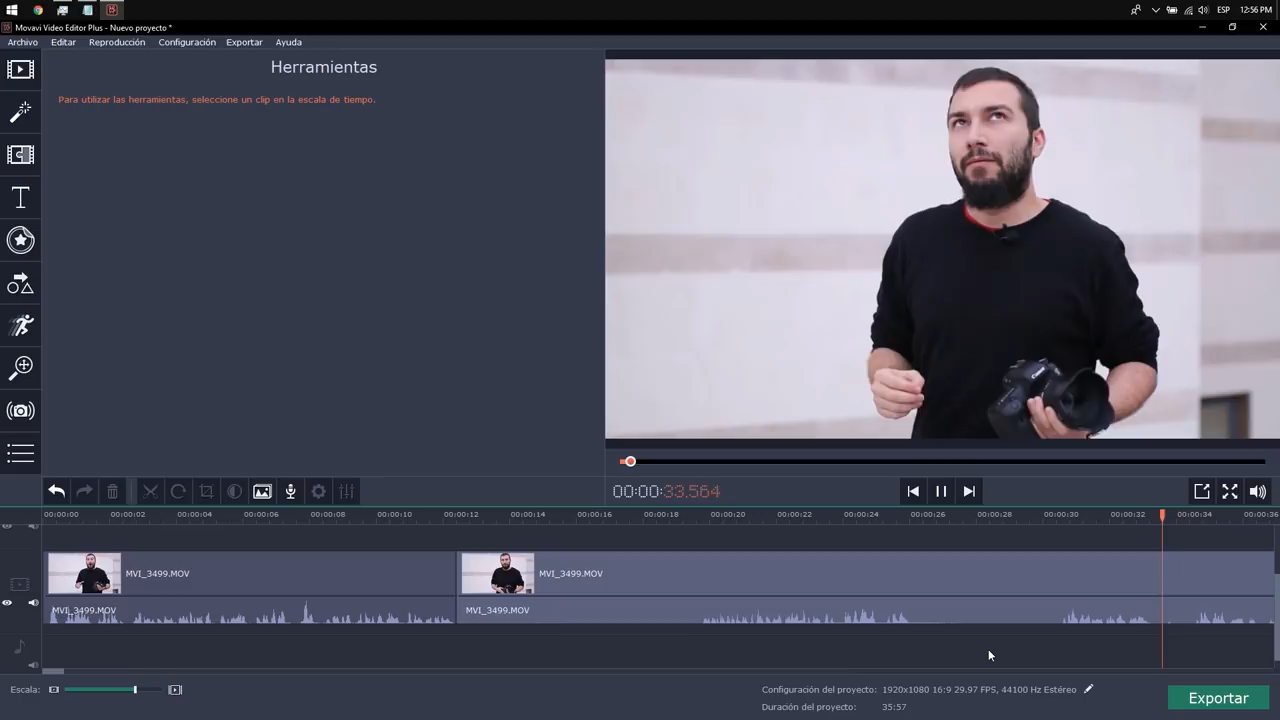 ESP 12:56 PM
Movavi Video Editor Plus - Nuevo proyecto *
Archivo Editar Reproducción Configuración Exportar Ayuda
Herramientas
Para utilizar las herramientas, seleccione un clip en la escala de tiempo.
Canon
00:00:33.564
00:00:00 00:00:02 00:00:04 00:00:06 00:00:08 00:00:10 00:00:12 00:00:14 00:00:16 00:00:18 00:00:20 00:00:22 00:00:24 00:00:26 00:00:28 00:00:30 00:00:32 00:00:34 00:00:36
MVI_3499.MOV MVI_3499.MOV
MVI_3499.MOV MVI_3499.MOV
Escala:
Configuración del proyecto: 1920x1080 16:9 29.97 FPS, 44100 Hz Estéreo
Duración del proyecto: 35:57
Exportar